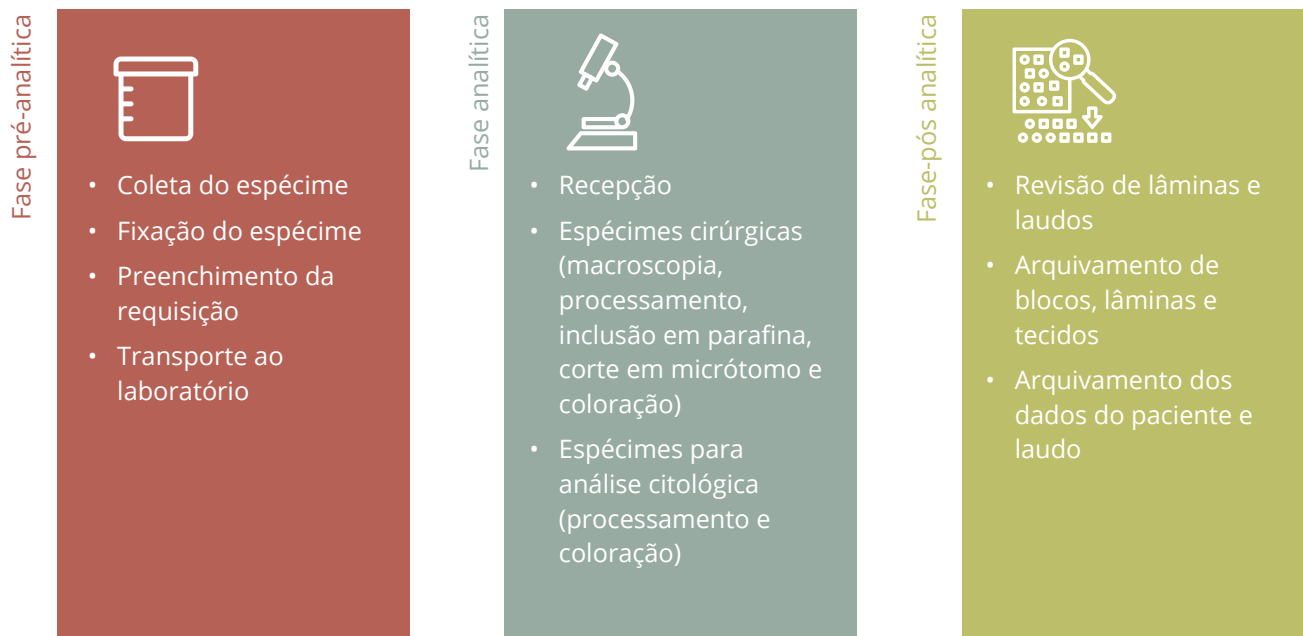 Fase pré-analítica
• Coleta do espécime
• Fixação do espécime
• Preenchimento da
requisição
• Transporte ao
laboratório
Fase analítica
• Recepção
• Espécimes cirúrgicas
(macroscopia,
processamento,
inclusão em parafina,
corte em micrótomo e
coloração)
• Espécimes para
análise citológica
(processamento e
coloração)
Fase-pós analítica
• Revisão de lâminas e
laudos
• Arquivamento de
blocos, lâminas e
tecidos
• Arquivamento dos
dados do paciente e
laudo